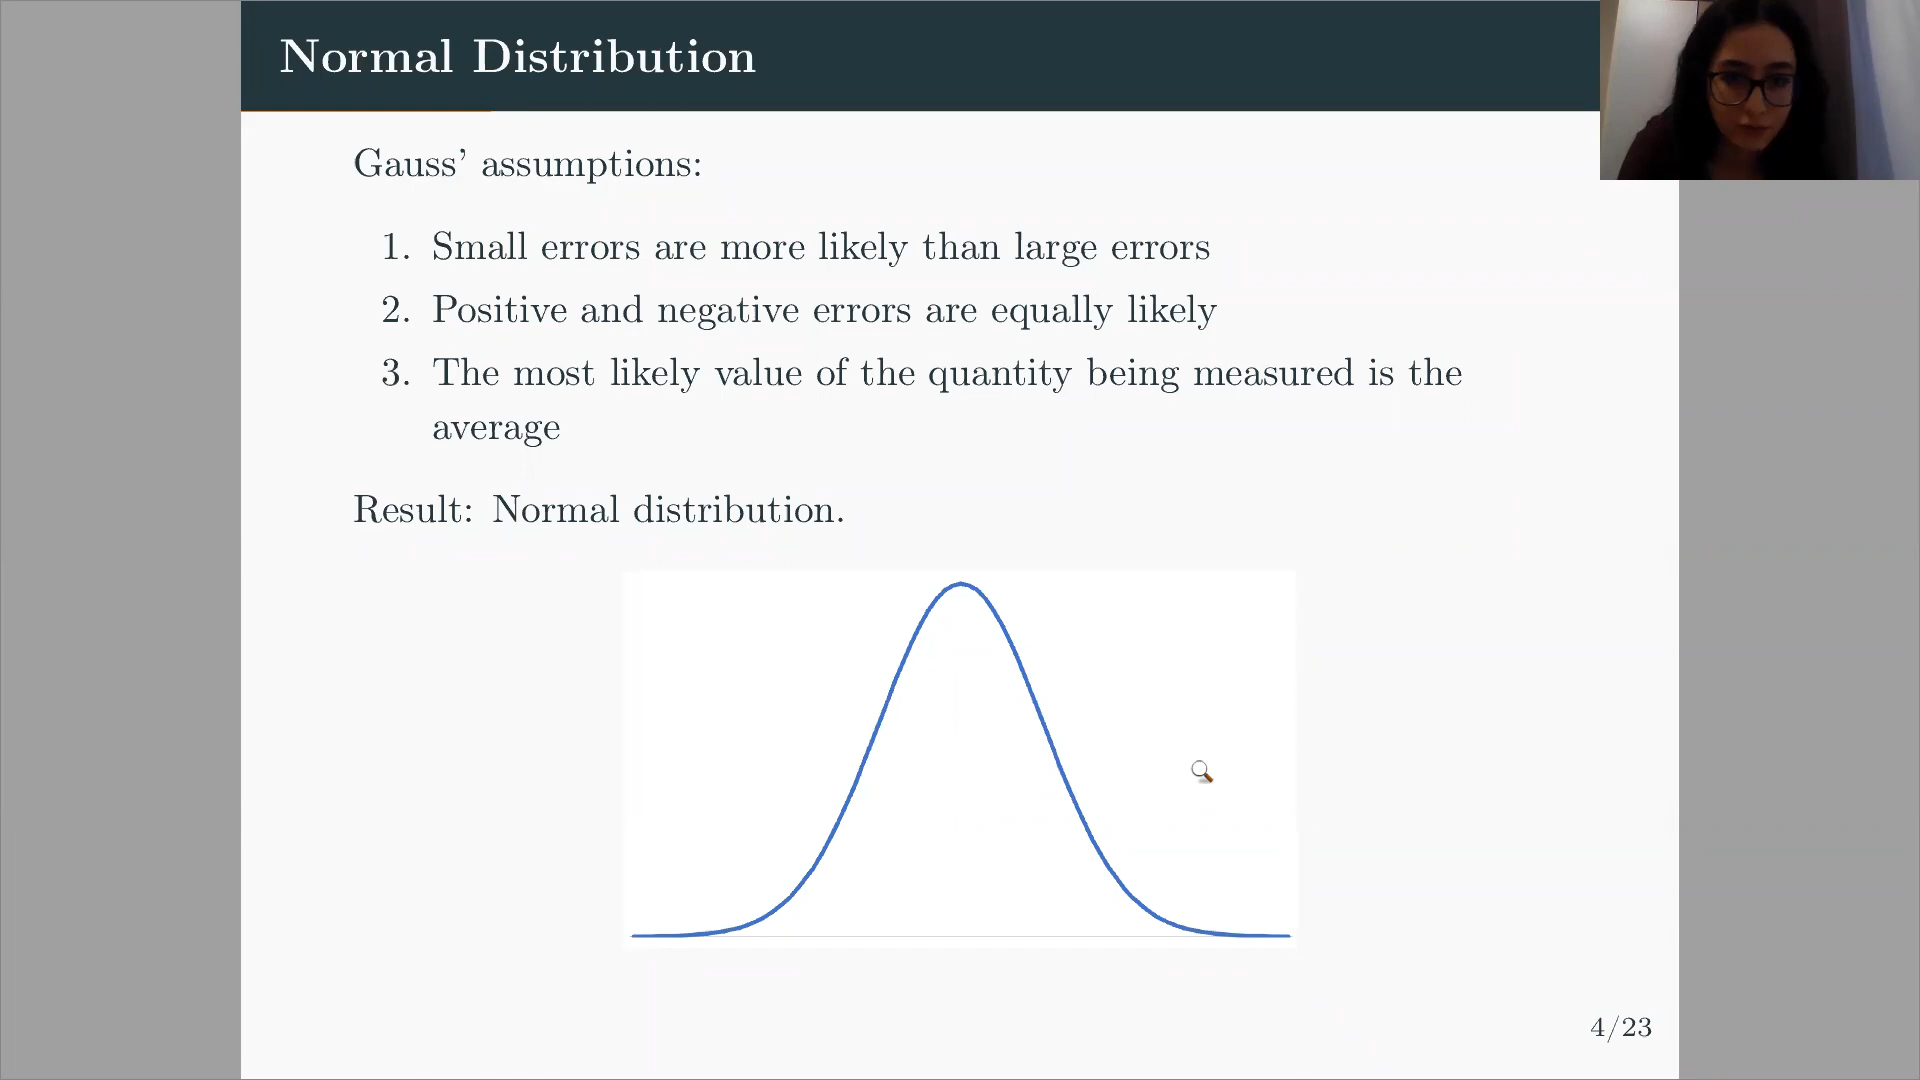 Normal Distribution
Gauss’ assumptions:
1. Small errors are more likely than large errors
2. Positive and negative errors are equally likely
3. The most likely value of the quantity being measured is the
average
Result: Normal distribution.
4/23